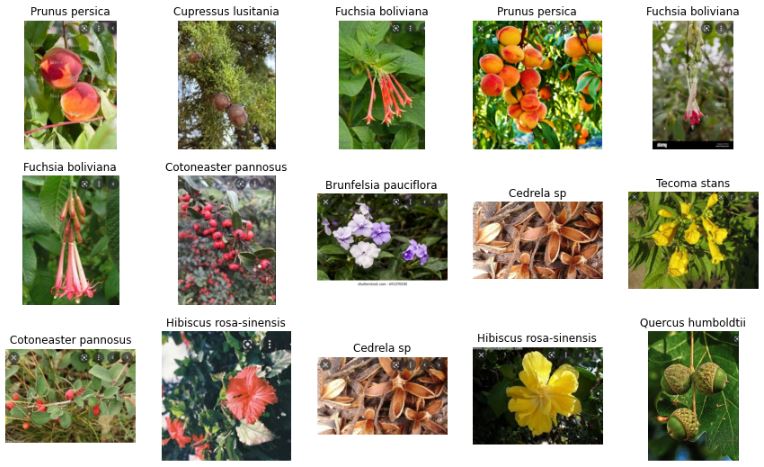 Prunus persica
Cupressus lusitania
Fuchsia boliviana
Prunus persica
Fuchsia boliviana
Fuchsia boliviana
Cotoneaster pannosus
Brunfelsia pauciflora
Cedrela sp
Tecoma stans
Cotoneaster pannosus
Hibiscus rosa-sinensis
Cedrela sp
Hibiscus rosa-sinensis
Quercus humboldtii